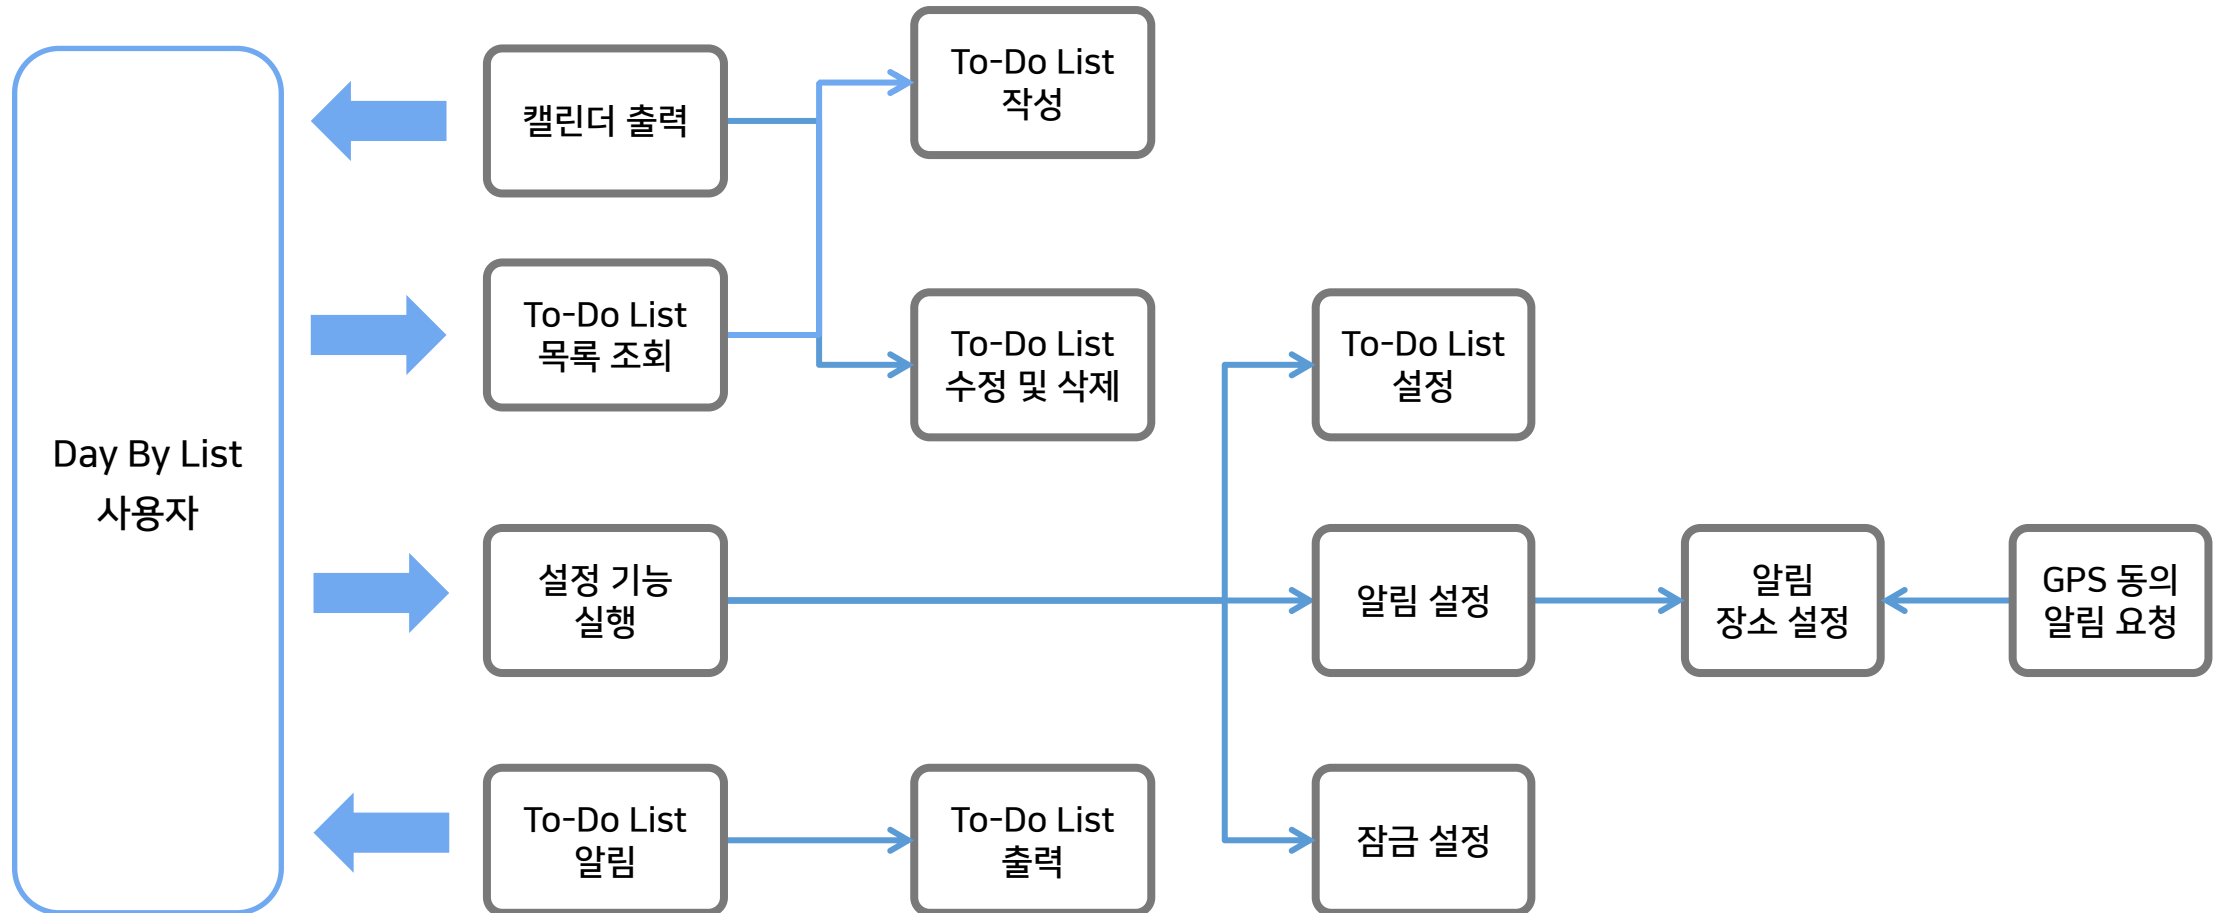 Day By List
사용자
캘린더 출력
To-Do List
작성
To-Do List
목록 조회
To-Do List
수정 및 삭제
To-Do List
설정
설정 기능
실행
알림 설정
알림
장소 설정
GPS 동의
알림 요청
To-Do List
알림
To-Do List
출력
잠금 설정